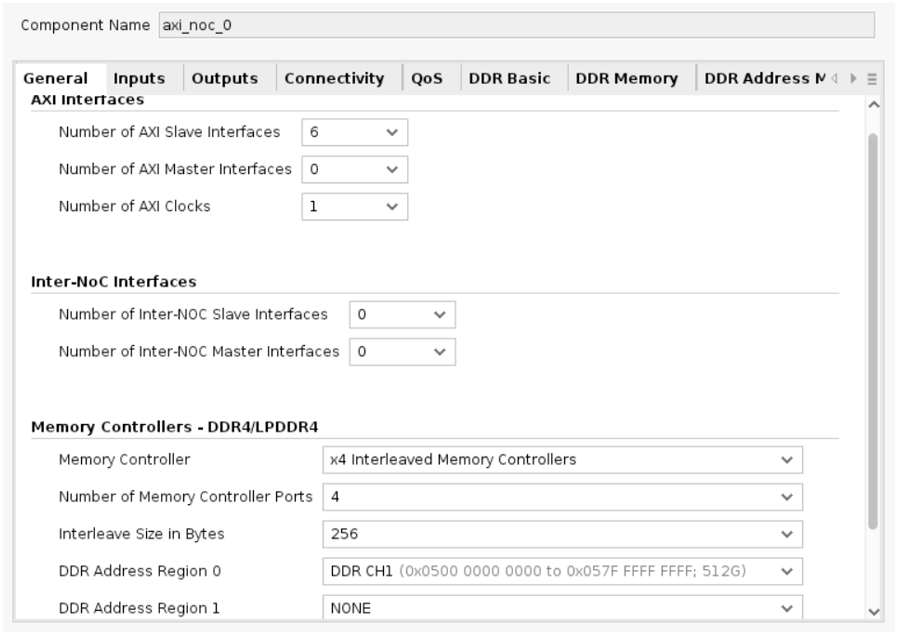 Component Name axi_noc_0
General Inputs Outputs Connectivity QoS DDR Basic DDR Memory DDR Address M
AXI Interfaces
Number of AXI Slave Interfaces 6
Number of AXI Master Interfaces 0
Number of AXI Clocks 1
Inter-NoC Interfaces
Number of Inter-NOC Slave Interfaces 0
Number of Inter-NOC Master Interfaces 0
Memory Controllers - DDR4/LPDDR4
Memory Controller x4 Interleaved Memory Controllers
Number of Memory Controller Ports 4
Interleave Size in Bytes 256
DDR Address Region 0 DDR CH1 (0x0500 0000 0000 to 0x057F FFFF FFFF; 512G)
DDR Address Region 1 NONE